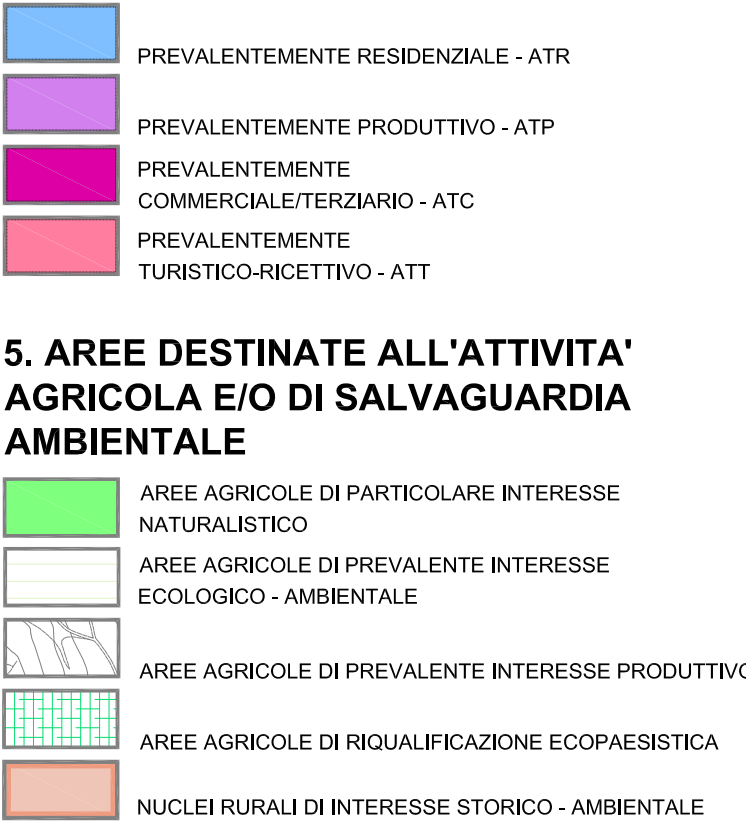 PREVALENTEMENTE RESIDENZIALE - ATR
PREVALENTEMENTE PRODUTTIVO - ATP
PREVALENTEMENTE
COMMERCIALE/TERZIARIO - ATC
PREVALENTEMENTE
TURISTICO-RICETTIVO - ATT
5. AREE DESTINATE ALL'ATTIVITA'
AGRICOLA E/O DI SALVAGUARDIA
AMBIENTALE
AREE AGRICOLE DI PARTICOLARE INTERESSE
NATURALISTICO
AREE AGRICOLE DI PREVALENTE INTERESSE
ECOLOGICO - AMBIENTALE
AREE AGRICOLE DI PREVALENTE INTERESSE PRODUTTIVO
AREE AGRICOLE DI RIQUALIFICAZIONE ECOPAESISTICA
NUCLEI RURALI DI INTERESSE STORICO - AMBIENTALE